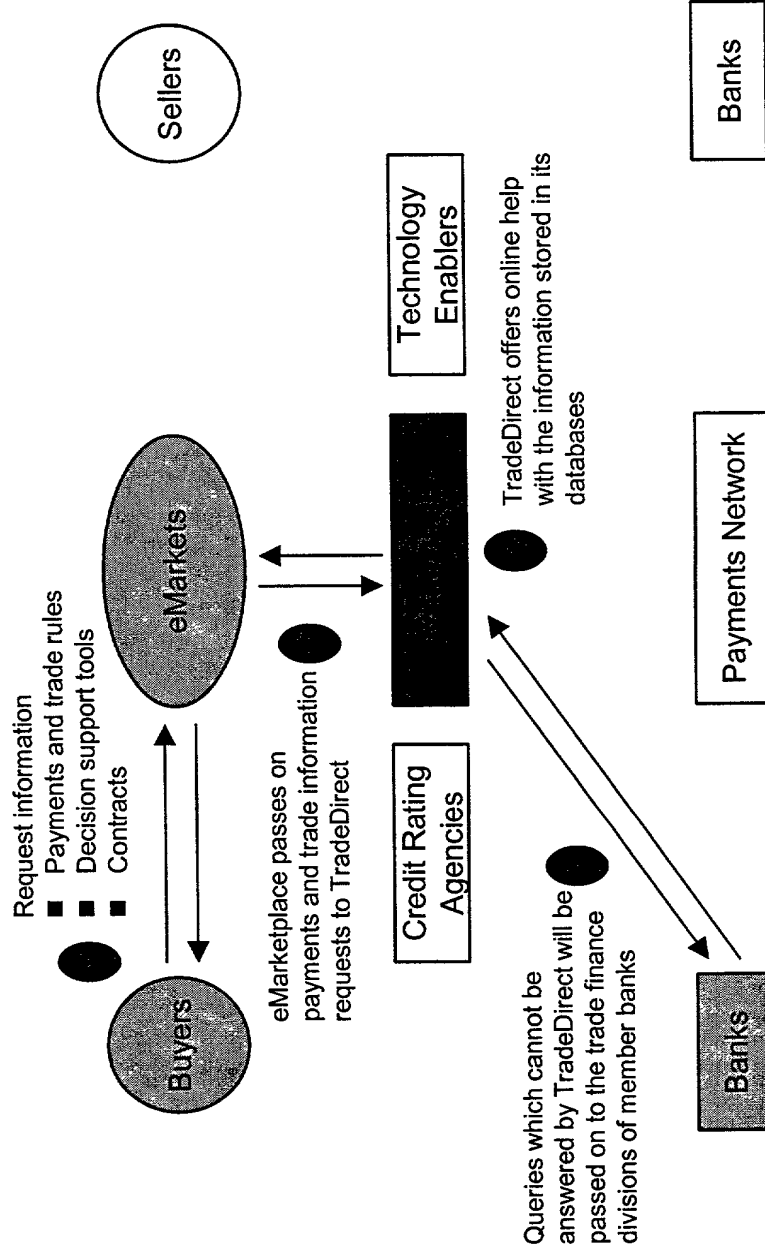 Request information
Payments and trade rules
Decision support tools
Contracts
Buyers
eMarkets
Sellers
eMarketplace passes on
payments and trade information
requests to TradeDirect
Credit Rating
Agencies
Technology
Enablers
TradeDirect offers online help
with the information stored in its
databases
Queries which cannot be
answered by TradeDirect will be
passed on to the trade finance
divisions of member banks
Banks
Payments Network
Banks